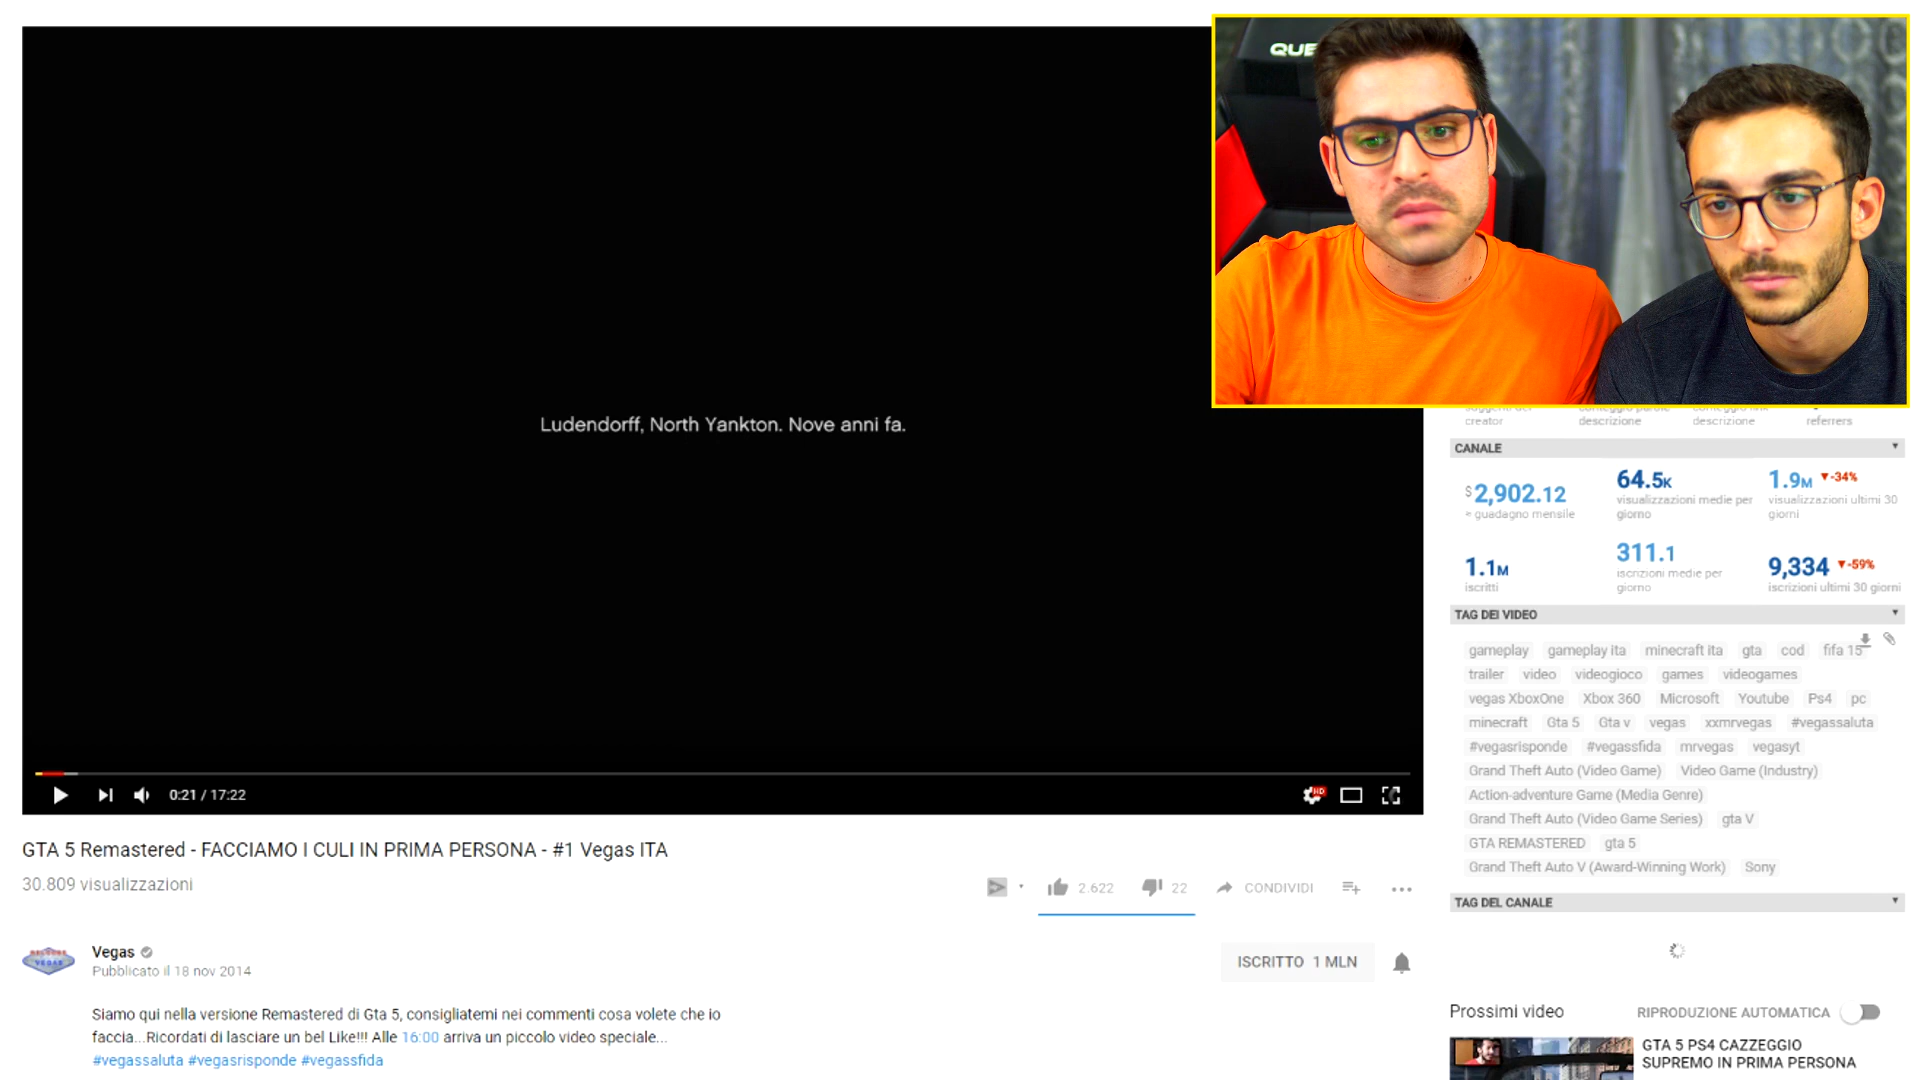 QUE
Ludendorff, North Yankton. Nove anni fa.
0:21 / 17:22
HD
GTA 5 Remastered - FACCIAMO I CULI IN PRIMA PERSONA - #1 Vegas ITA
30.809 visualizzazioni
2.622
22
CONDIVIDI
WELCOME
VEGAS
Vegas
Pubblicato il 18 nov 2014
ISCRITTO 1 MLN
Siamo qui nella versione Remastered di Gta 5, consigliatemi nei commenti cosa volete che io
faccia...Ricordati di lasciare un bel Like!!! Alle 16:00 arriva un piccolo video speciale...
#vegassaluta #vegasrisponde #vegassfida
creator
descrizione
descrizione
referrers
CANALE
$2,902.12
≈ guadagno mensile
64.5K
visualizzazioni medie per
giorno
1.9M ▼-34%
visualizzazioni ultimi 30
giorni
1.1M
iscritti
311.1
iscrizioni medie per
giorno
9,334 ▼-59%
iscrizioni ultimi 30 giorni
TAG DEI VIDEO
gameplay gameplay ita minecraft ita gta cod fifa 15
trailer video videogioco games videogames
vegas XboxOne Xbox 360 Microsoft Youtube Ps4 pc
minecraft Gta 5 Gta v vegas xxmrvegas #vegassaluta
#vegasrisponde #vegassfida mrvegas vegasyt
Grand Theft Auto (Video Game) Video Game (Industry)
Action-adventure Game (Media Genre)
Grand Theft Auto (Video Game Series) gta V
GTA REMASTERED gta 5
Grand Theft Auto V (Award-Winning Work) Sony
TAG DEL CANALE
Prossimi video
RIPRODUZIONE AUTOMATICA
GTA 5 PS4 CAZZEGGIO
SUPREMO IN PRIMA PERSONA